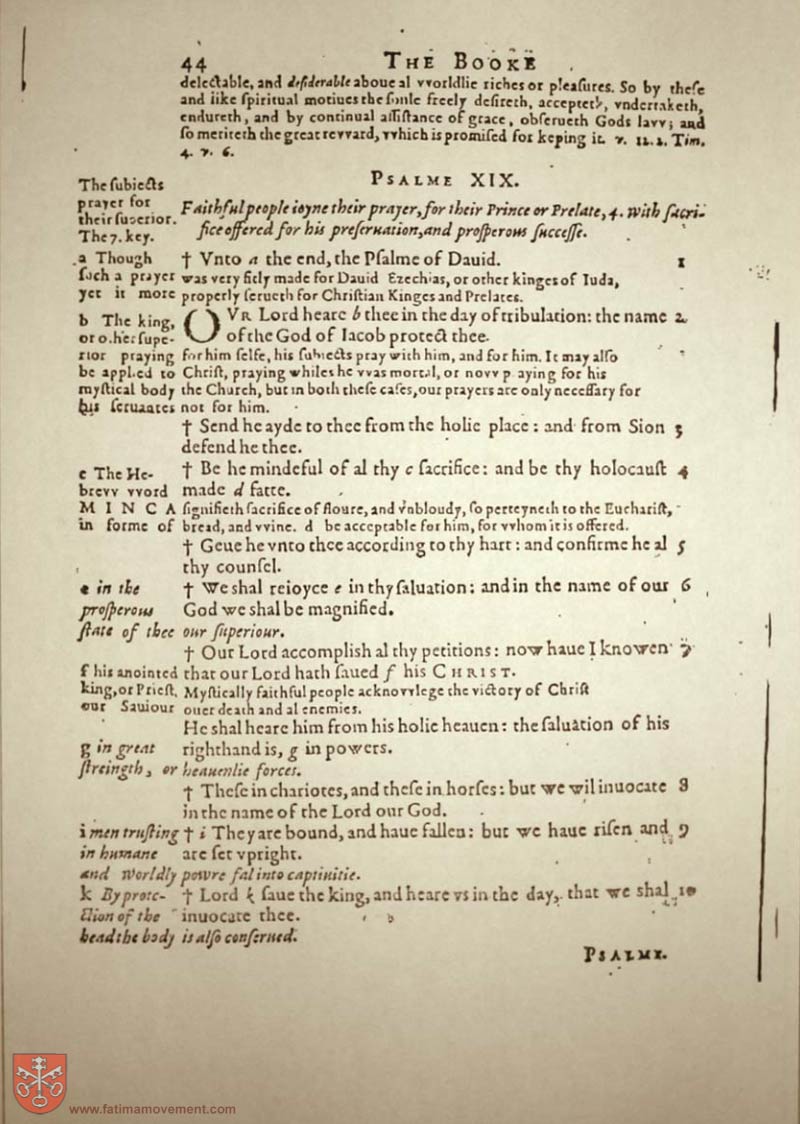 44 THE BOOKE
delectable, and desiderable aboue al vvorldlie riches or pleasures. So by these
and like spiritual motiues the soule freely desireth, accepteth, vndertaketh,
endureth, and by continual assistance of grace, obserueth Gods lavv; and
so meriteth the great revvard, vvhich is promised for keping it. v. 12. 2. Tim.
4. v. 6.
PSALME XIX.
The subiects
prayer for
their superior.
The 7. key.
Faithful people ioyne their prayer, for their Prince or Prelate, 4. with sacri-
fice offered for his preseruation, and prosperous successe.
a Though † Vnto a the end, the Psalme of Dauid. 1
such a prayer was very fitly made for Dauid Ezechias, or other kinges of Iuda,
yet it more properly serueth for Christian Kinges and Prelates.
b The king, OVR Lord heare b thee in the day of tribulation: the name 2
or other supe- of the God of Iacob protect thee.
rior praying for him selfe, his subiects pray with him, and for him. It may also
be applied to Christ, praying whiles he vvas mortal, or novv p aying for his
mystical body the Church, but in both these cases, our prayers are only necessary for
his seruantes not for him.
† Send he ayde to thee from the holie place: and from Sion 3
defend he thee.
c The He- † Be he mindeful of al thy c sacrifice: and be thy holocaust 4
brevv vvord made d fatte.
MINCA signifieth sacrifice of floure, and vnbloudy, so perteyneth to the Eucharist,
in forme of bread, and vvine. d be acceptable for him, for vvhom it is offered.
† Geue he vnto thee according to thy hart: and confirme he al 5
thy counsel.
e in the † We shal reioyce e in thy saluation: and in the name of our 6
prosperous God we shal be magnified.
state of thee our superiour.
† Our Lord accomplish al thy petitions: now haue I knowen 7
f his anointed that our Lord hath saued f his CHRIST.
king, or Priest. Mystically faithful people acknovvlege the victory of Christ
our Sauiour ouer death and al enemies.
He shal heare him from his holie heauen: the saluation of his
g in great righthand is, g in powers.
streingth, or heauenlie forces.
† These in chariotes, and these in horses: but we wil inuocate 8
in the name of the Lord our God.
i men trusting † i They are bound, and haue fallen: but we haue risen and 9
in humane are set vpright.
and worldly powre fal into captiuitie.
k By prote- † Lord k saue the king, and heare vs in the day, that we shal 10
ction of the inuocate thee.
head the body is also conserued.
PSALME.
www.fatimamovement.com